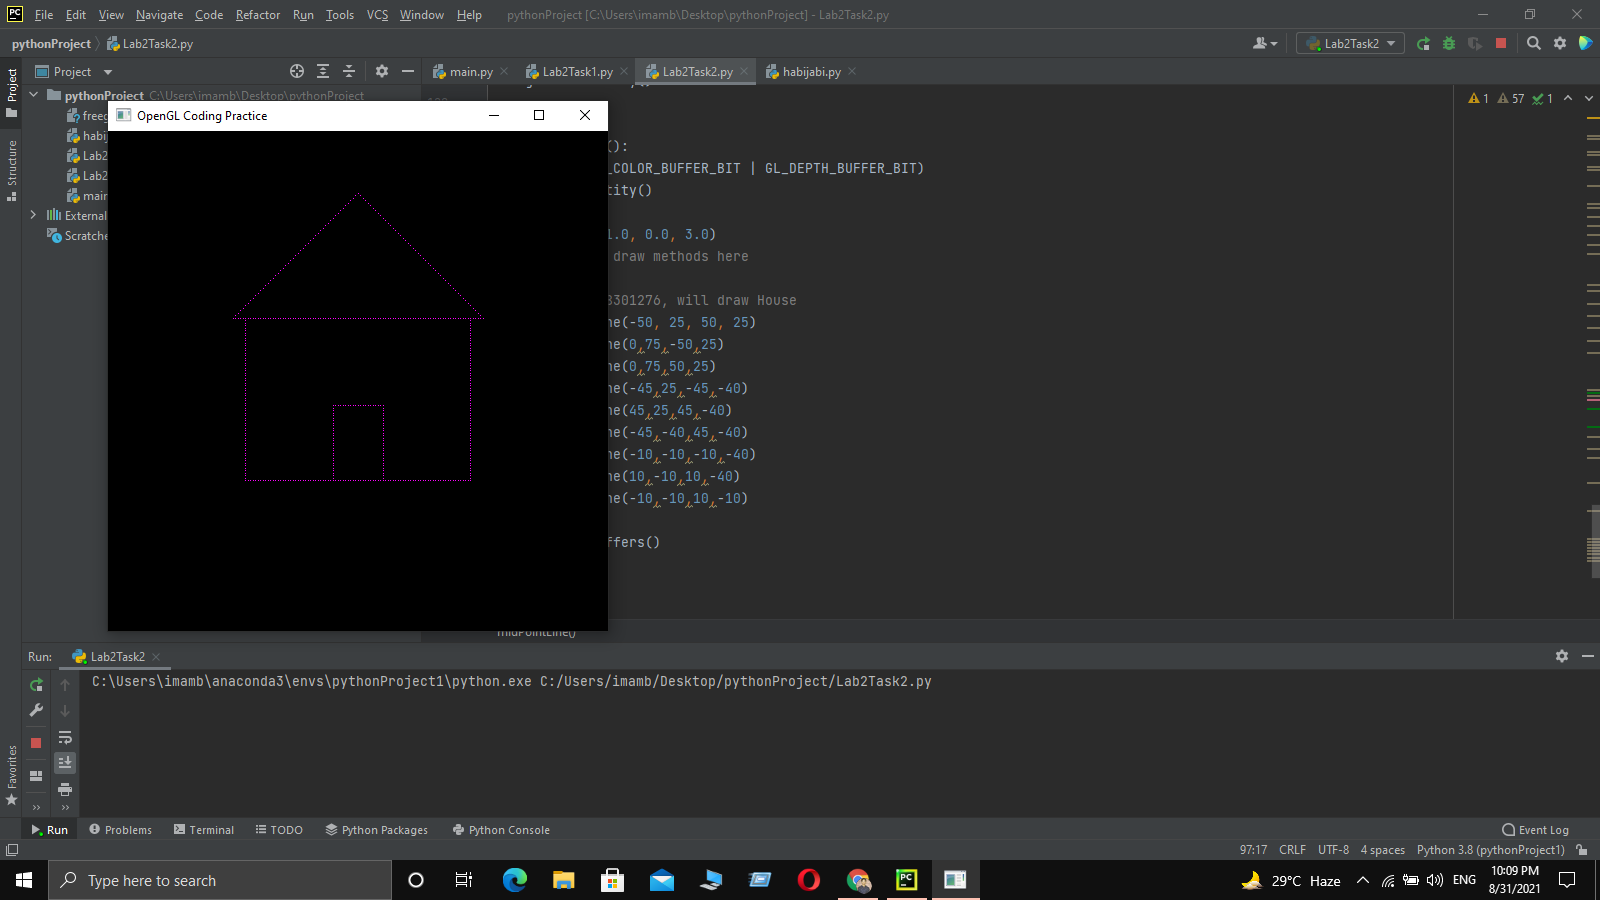 File Edit View Navigate Code Refactor Run Tools VCS Window Help pythonProject [C:\Users\imamb\Desktop\pythonProject] - Lab2Task2.py
pythonProject Lab2Task2.py
Lab2Task2
Project
main.py Lab2Task1.py Lab2Task2.py habijabi.py
pythonProject C:\Users\imamb\Desktop\pythonProject
1 57 1
freeg
habi
Lab2
Lab2
main
External
Scratche
OpenGL Coding Practice
():
_COLOR_BUFFER_BIT | GL_DEPTH_BUFFER_BIT)
tity()
1.0, 0.0, 3.0)
draw methods here
8301276, will draw House
ne(-50, 25, 50, 25)
ne(0,75,-50,25)
ne(0,75,50,25)
ne(-45,25,-45,-40)
ne(45,25,45,-40)
ne(-45,-40,45,-40)
ne(-10,-10,-10,-40)
ne(10,-10,10,-40)
ne(-10,-10,10,-10)
ffers()
midPointLine()
Project
Structure
Favorites
Run: Lab2Task2
C:\Users\imamb\anaconda3\envs\pythonProject1\python.exe C:/Users/imamb/Desktop/pythonProject/Lab2Task2.py
Run Problems Terminal TODO Python Packages Python Console Event Log
97:17 CRLF UTF-8 4 spaces Python 3.8 (pythonProject1)
Type here to search
29°C Haze ENG 10:09 PM
8/31/2021